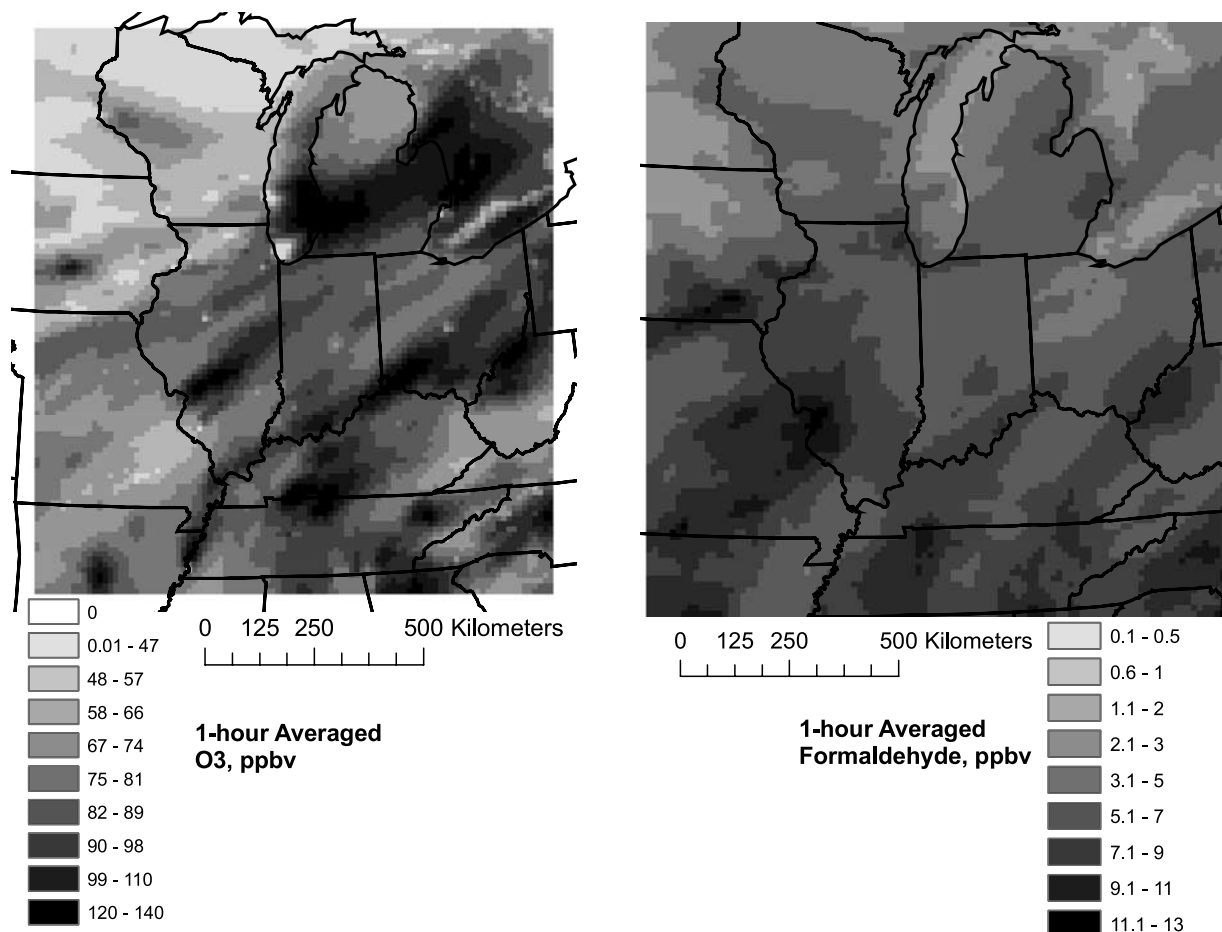 0
0.01 - 47
48 - 57
58 - 66
67 - 74
75 - 81
82 - 89
90 - 98
99 - 110
120 - 140
0 125 250 500 Kilometers
1-hour Averaged
O3, ppbv
0 125 250 500 Kilometers
1-hour Averaged
Formaldehyde, ppbv
0.1 - 0.5
0.6 - 1
1.1 - 2
2.1 - 3
3.1 - 5
5.1 - 7
7.1 - 9
9.1 - 11
11.1 - 13